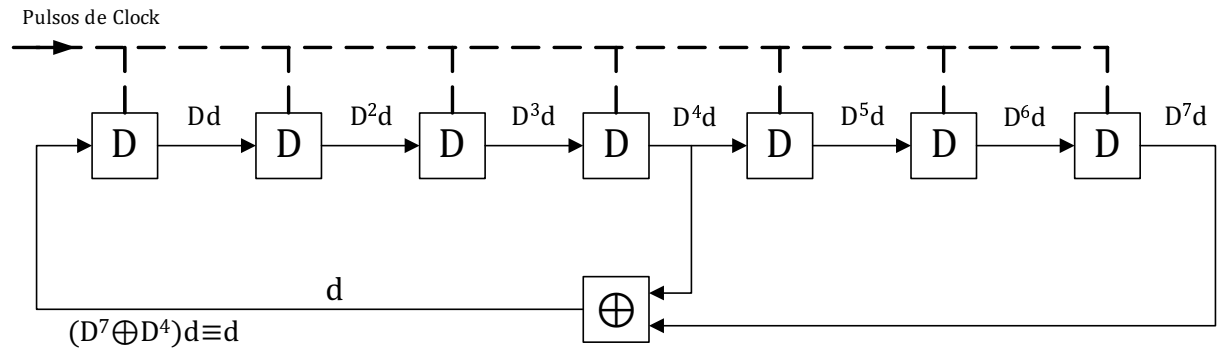 Pulsos de Clock
Dd D²d D³d D⁴d D⁵d D⁶d D⁷d
D D D D D D D
d
⊕
(D⁷⊕D⁴)d≡d